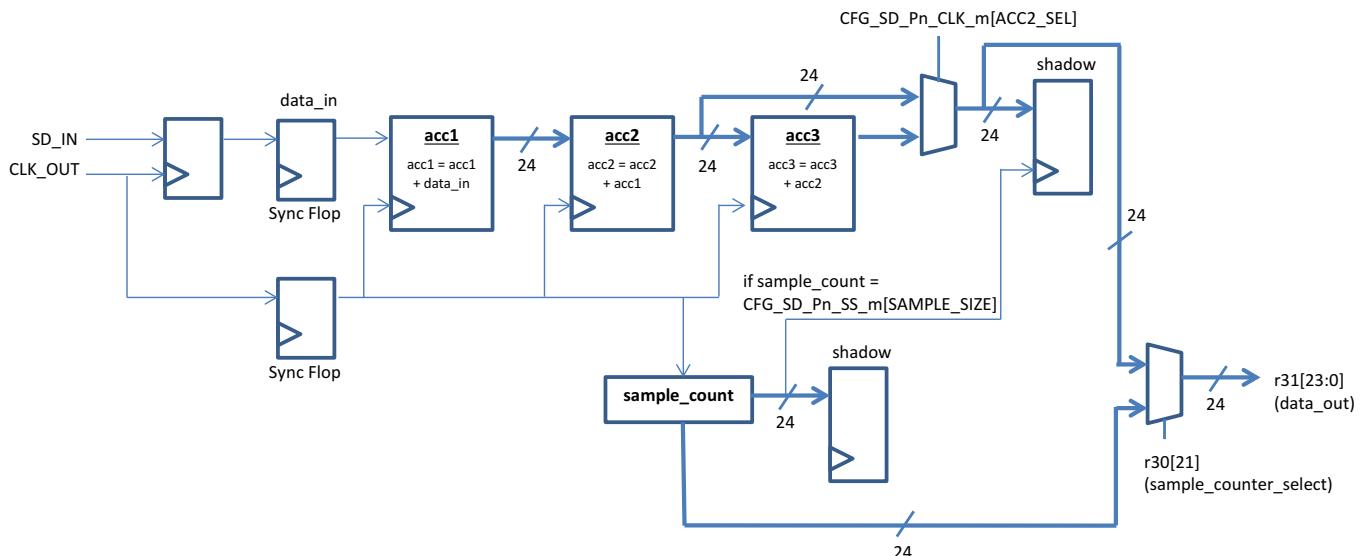 CFG_SD_Pn_CLK_m[ACC2_SEL]
shadow
24
24
data_in
SD_IN
CLK_OUT
Sync Flop
acc1
acc1 = acc1
+ data_in
24
acc2
acc2 = acc2
+ acc1
24
acc3
acc3 = acc3
+ acc2
24
if sample_count =
CFG_SD_Pn_SS_m[SAMPLE_SIZE]
Sync Flop
sample_count
24
shadow
24
r31[23:0]
(data_out)
r30[21]
(sample_counter_select)
24